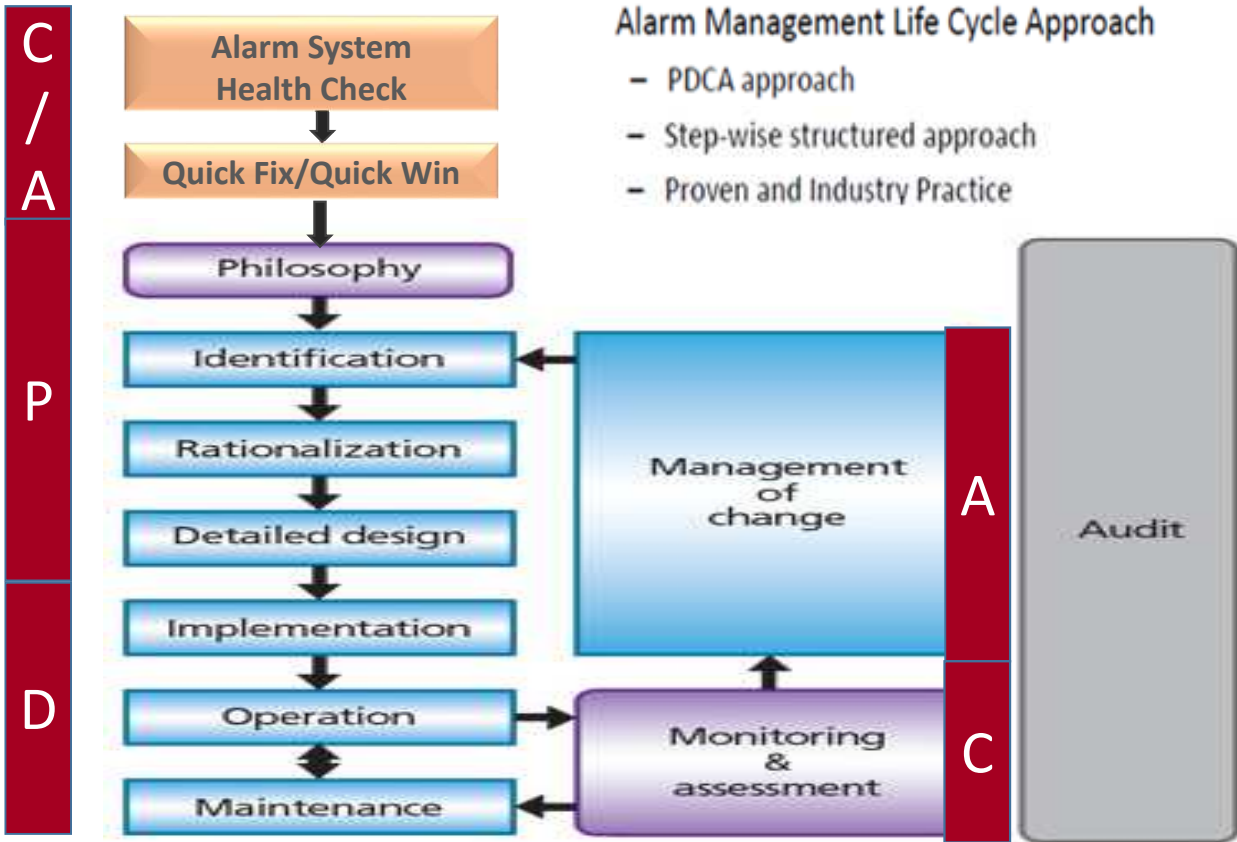 C
/
A
P
D
Alarm System
Health Check
Quick Fix/Quick Win
Alarm Management Life Cycle Approach
– PDCA approach
– Step-wise structured approach
– Proven and Industry Practice
Philosophy
Identification
Rationalization
Detailed design
Implementation
Operation
Maintenance
Management
of
change
Monitoring
&
assessment
A
C
Audit